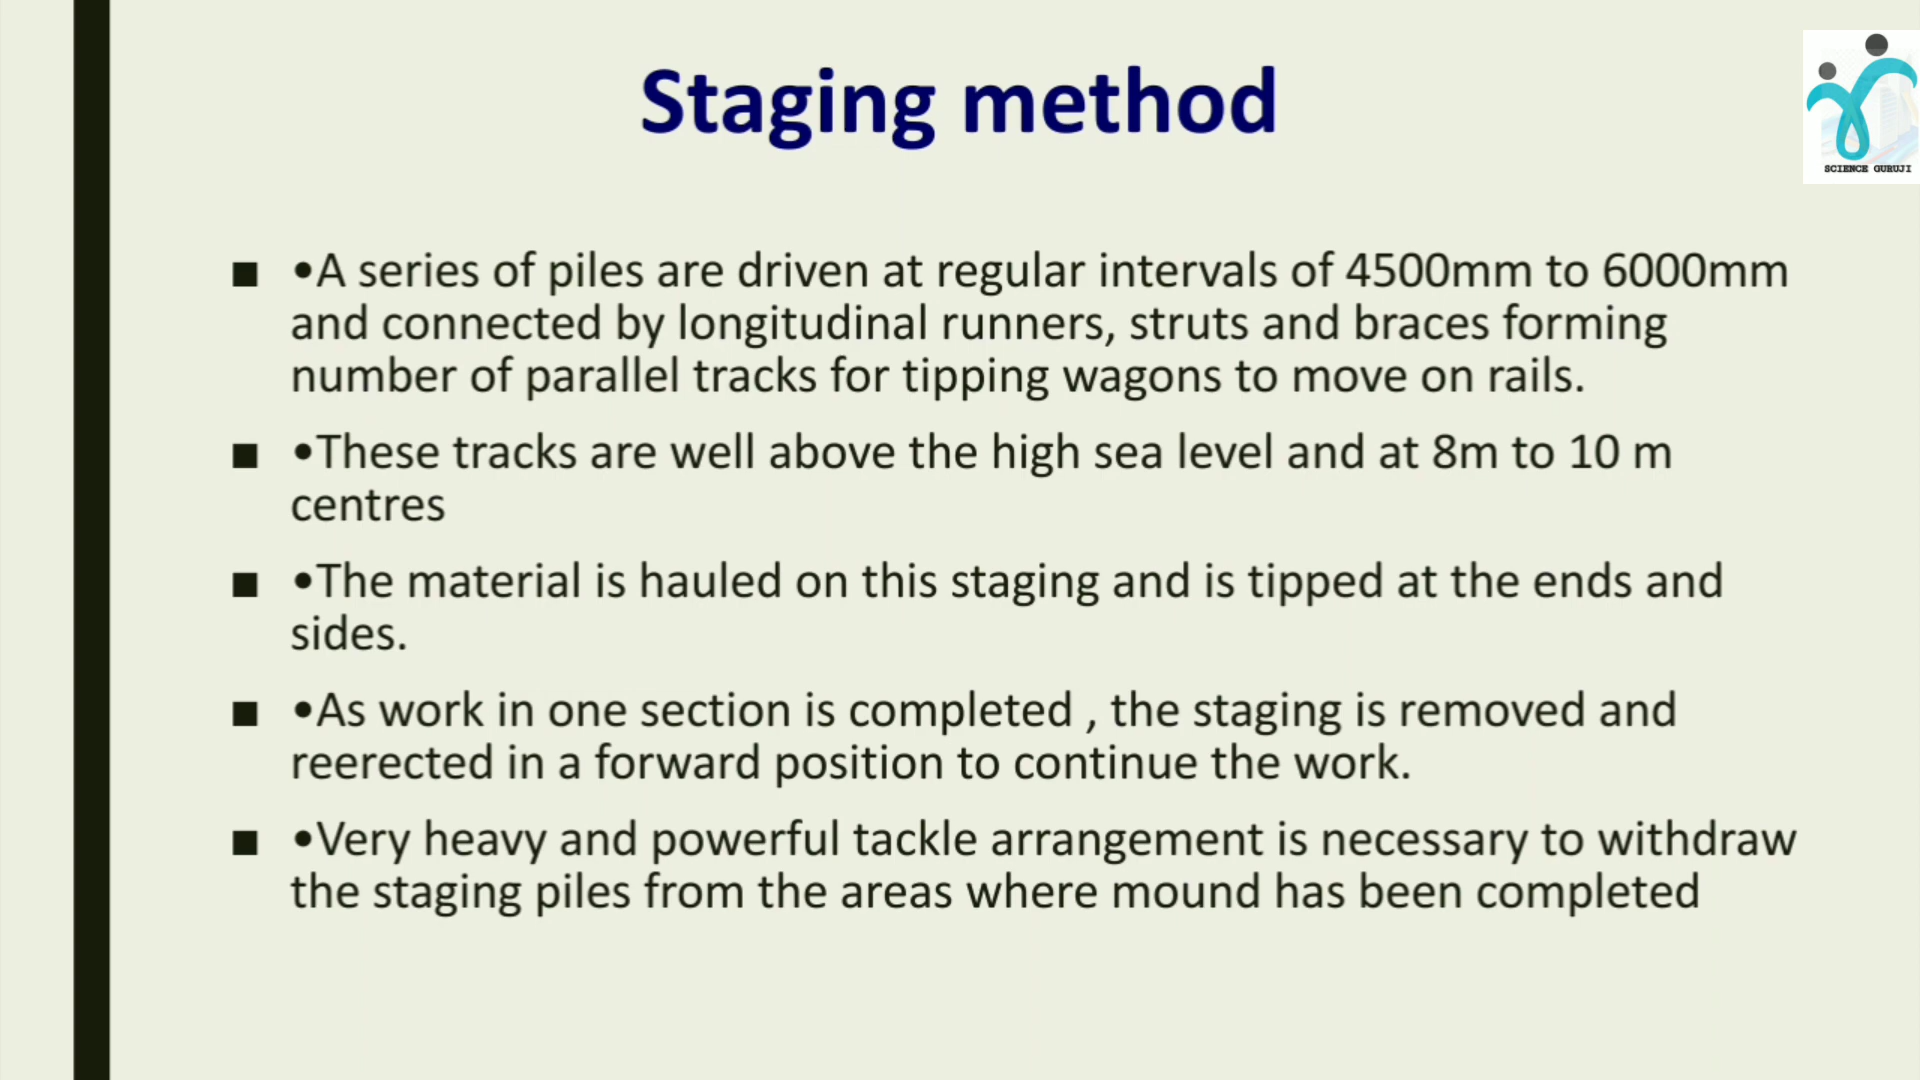 Staging method
SCIENCE GURUJI
■ •A series of piles are driven at regular intervals of 4500mm to 6000mm
and connected by longitudinal runners, struts and braces forming
number of parallel tracks for tipping wagons to move on rails.
■ •These tracks are well above the high sea level and at 8m to 10 m
centres
■ •The material is hauled on this staging and is tipped at the ends and
sides.
■ •As work in one section is completed , the staging is removed and
reerected in a forward position to continue the work.
■ •Very heavy and powerful tackle arrangement is necessary to withdraw
the staging piles from the areas where mound has been completed